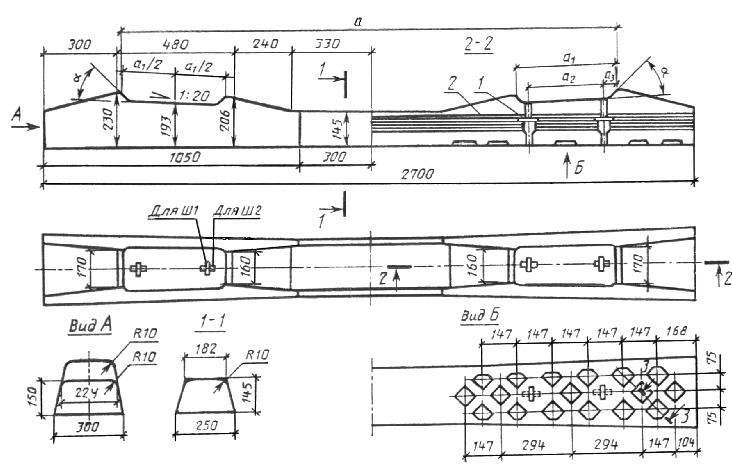 a
300 480 240 330 2-2
a₁/2 a₁/2 1 a₁
α 2 1 a₂ a₃ α
1:20
А 230 193 206 145
1050 300 Б
2700
1
Для Ш1 Для Ш2
170 160 2 160 170 2
Вид А 1-1 Вид Б
R10 182 R10 147 147 147 147 147 168
R10 3 75
150 224 145 75
300 250 3
147 294 294 147 104